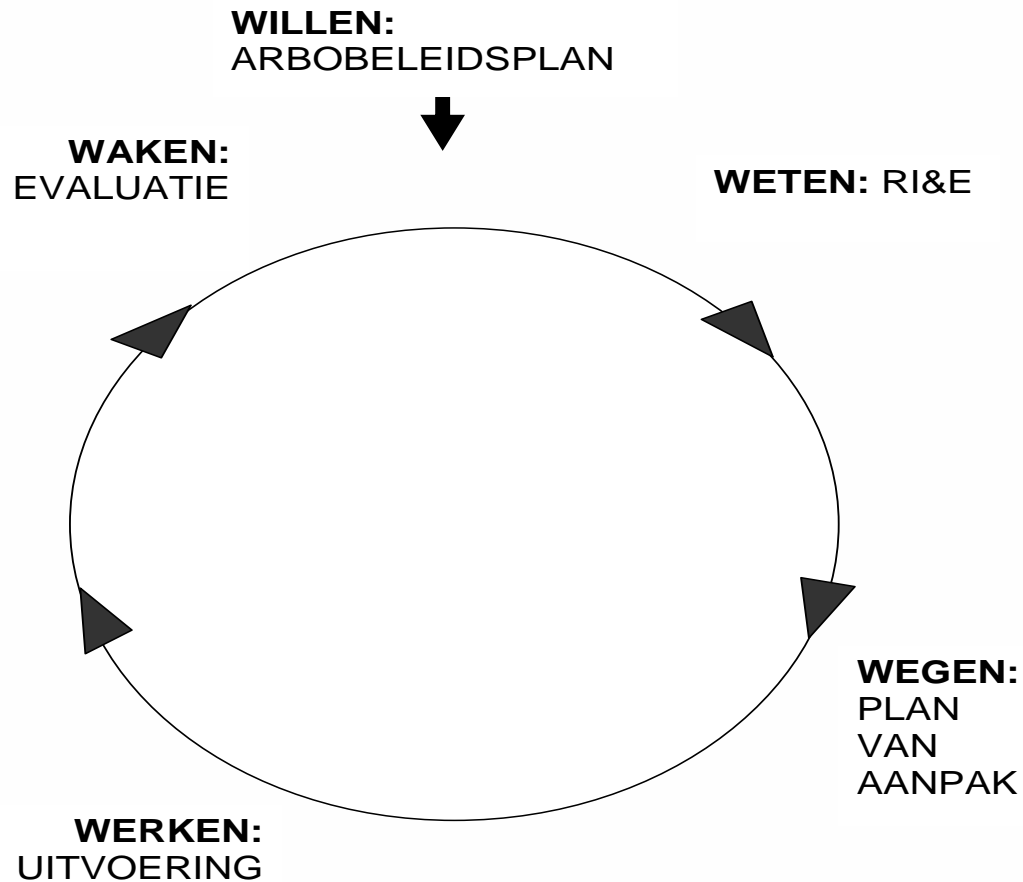 WILLEN:
ARBOBELEIDSPLAN
WAKEN:
EVALUATIE
WETEN: RI&E
WEGEN:
PLAN
VAN
AANPAK
WERKEN:
UITVOERING